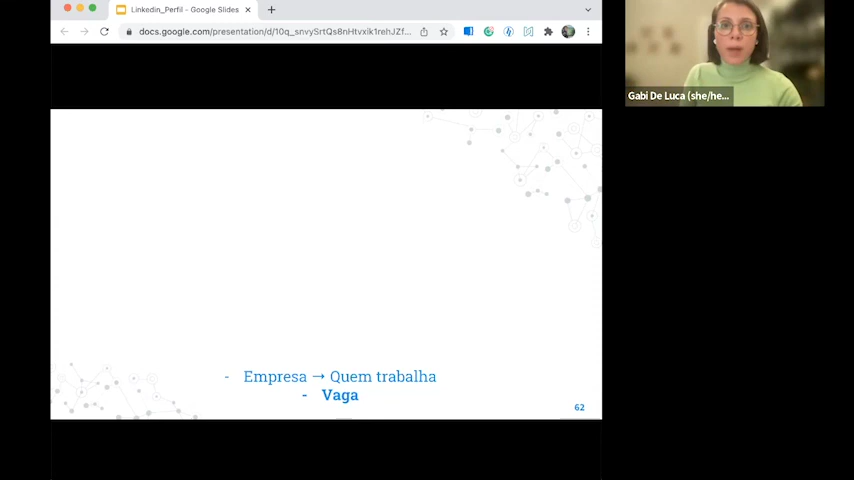 Linkedin_Perfil - Google Slides
docs.google.com/presentation/d/10q_snvySrtQs8nHtvxik1rehJZf...
Gabi De Luca (she/he...
- Empresa → Quem trabalha
- Vaga
62